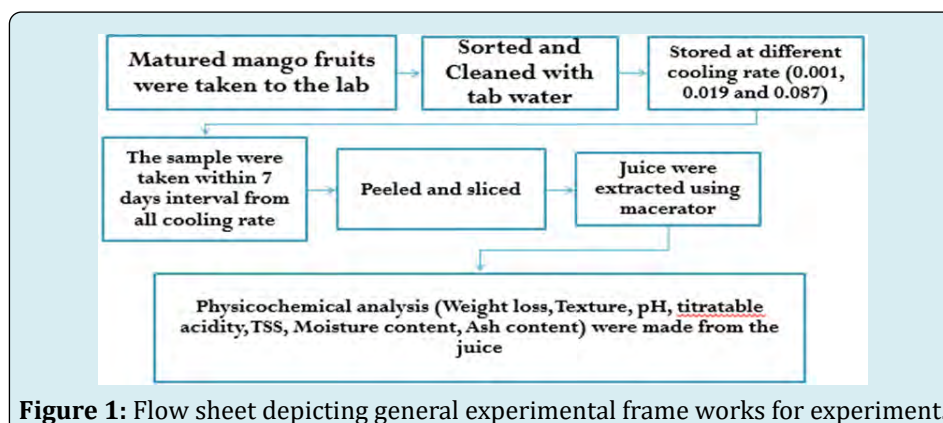 Matured mango fruits
were taken to the lab
Sorted and
Cleaned with
tab water
Stored at different
cooling rate (0.001,
0.019 and 0.087)
The sample were
taken within 7
days interval from
all cooling rate
Peeled and sliced
Juice were
extracted using
macerator
Physicochemical analysis (Weight loss, Texture, pH, titratable
acidity, TSS, Moisture content, Ash content) were made from the
juice
Figure 1: Flow sheet depicting general experimental frame works for experiment.